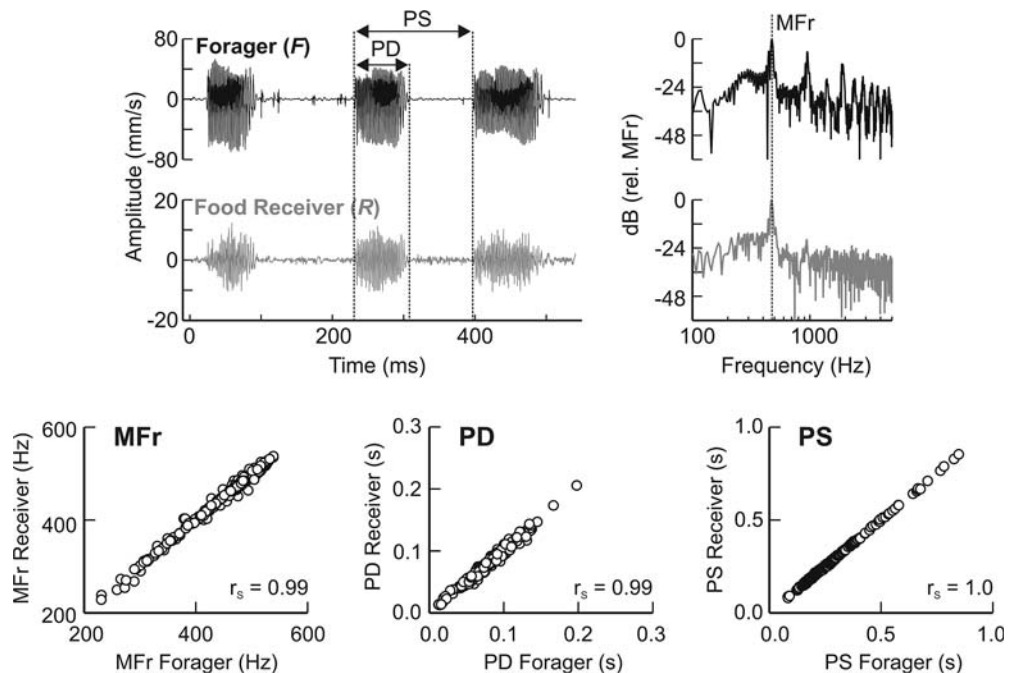 PS
PD
Forager (F)
80
0
-80
Amplitude (mm/s)
Food Receiver (R)
20
0
-20
0 200 400
Time (ms)
MFr
0
-24
-48
dB (rel. MFr)
0
-24
-48
100 1000
Frequency (Hz)
MFr
600
400
200
MFr Receiver (Hz)
rs = 0.99
200 400 600
MFr Forager (Hz)
PD
0.3
0.2
0.1
0.0
PD Receiver (s)
rs = 0.99
0.0 0.1 0.2 0.3
PD Forager (s)
PS
1.0
0.5
0.0
PS Receiver (s)
rs = 1.0
0.0 0.5 1.0
PS Forager (s)